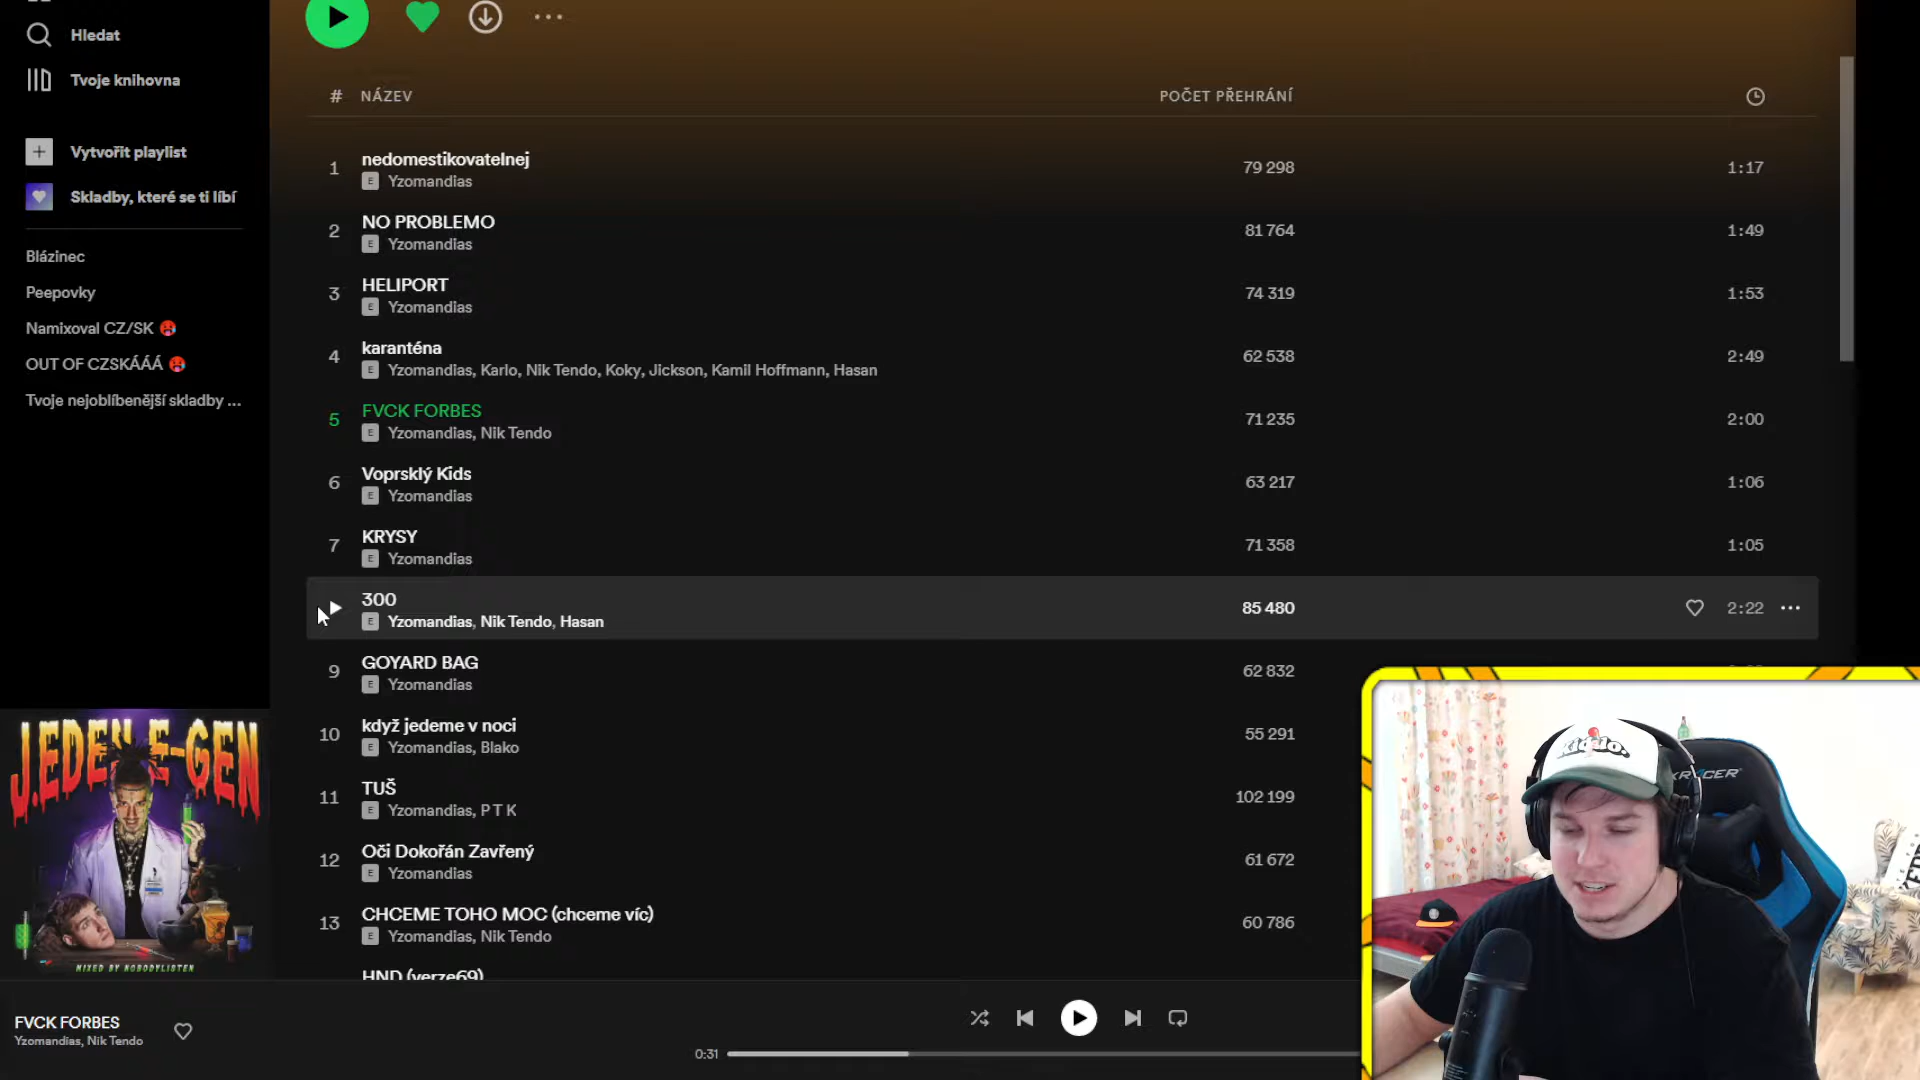 Hledat
Tvoje knihovna
Vytvořit playlist
Skladby, které se ti líbí
Blázinec
Peepovky
Namixoval CZ/SK
OUT OF CZSKÁÁÁ
Tvoje nejoblíbenější skladby ...
# NÁZEV POČET PŘEHRÁNÍ
1 nedomestikovatelnej 79 298 1:17
E Yzomandias
2 NO PROBLEMO 81 764 1:49
E Yzomandias
3 HELIPORT 74 319 1:53
E Yzomandias
4 karanténa 62 538 2:49
E Yzomandias, Karlo, Nik Tendo, Koky, Jickson, Kamil Hoffmann, Hasan
5 FVCK FORBES 71 235 2:00
E Yzomandias, Nik Tendo
6 Voprsklý Kids 63 217 1:06
E Yzomandias
7 KRYSY 71 358 1:05
E Yzomandias
300 85 480 2:22
E Yzomandias, Nik Tendo, Hasan
9 GOYARD BAG 62 832
E Yzomandias
10 když jedeme v noci 55 291
E Yzomandias, Blako
11 TUŠ 102 199
E Yzomandias, P T K
12 Oči Dokořán Zavřený 61 672
E Yzomandias
13 CHCEME TOHO MOC (chceme víc) 60 786
E Yzomandias, Nik Tendo
HND (verze69)
J.EDEN E-GEN
MIXED BY NOBODYLISTEN
FVCK FORBES
Yzomandias, Nik Tendo
0:31